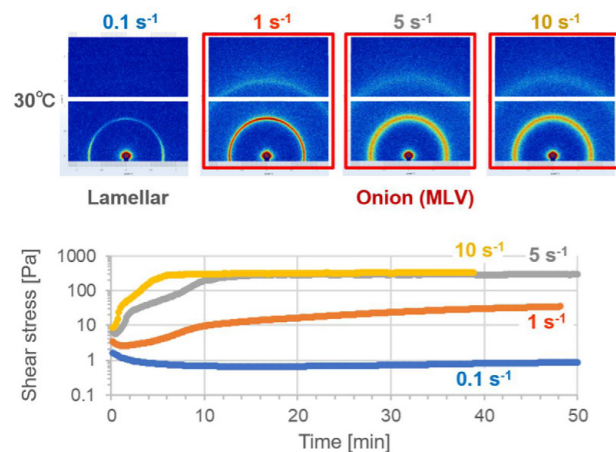 0.1 s⁻¹ 1 s⁻¹ 5 s⁻¹ 10 s⁻¹
30℃
Lamellar Onion (MLV)
10 s⁻¹ 5 s⁻¹
1 s⁻¹
0.1 s⁻¹
Shear stress [Pa]
1000
100
10
1
0.1
0 10 20 30 40 50
Time [min]